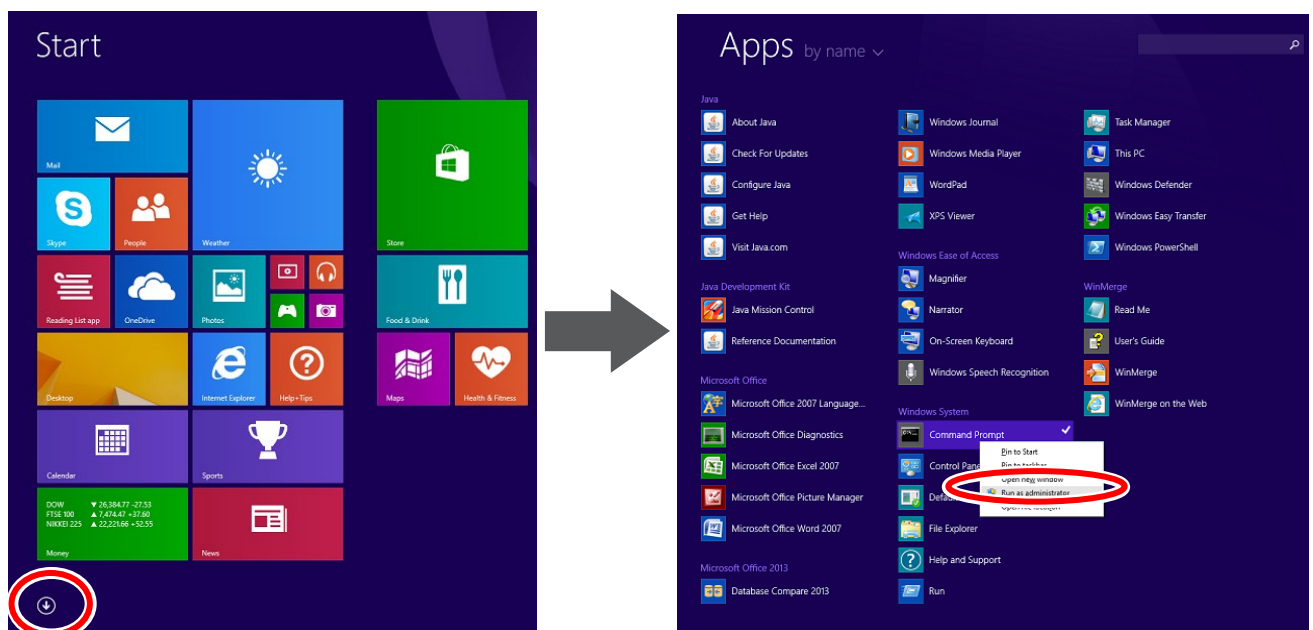 Start
Mail
Skype
People
Weather
Store
Reading List app
OneDrive
Photos
Food & Drink
Desktop
Internet Explorer
Help+Tips
Maps
Health & Fitness
Calendar
Sports
DOW ▼ 26,384.77 -27.53
FTSE 100 ▲ 7,474.47 +37.60
NIKKEI 225 ▲ 22,221.66 +52.55
Money
News
Apps by name
Java
About Java
Check For Updates
Configure Java
Get Help
Visit Java.com
Java Development Kit
Java Mission Control
Reference Documentation
Microsoft Office
Microsoft Office 2007 Language...
Microsoft Office Diagnostics
Microsoft Office Excel 2007
Microsoft Office Picture Manager
Microsoft Office Word 2007
Microsoft Office 2013
Database Compare 2013
Windows Journal
Windows Media Player
WordPad
XPS Viewer
Windows Ease of Access
Magnifier
Narrator
On-Screen Keyboard
Windows Speech Recognition
Windows System
Command Prompt
Pin to Start
Pin to taskbar
Open new window
Run as administrator
Open file location
Control Pane
Defau
File Explorer
Help and Support
Run
Task Manager
This PC
Windows Defender
Windows Easy Transfer
Windows PowerShell
WinMerge
Read Me
User's Guide
WinMerge
WinMerge on the Web